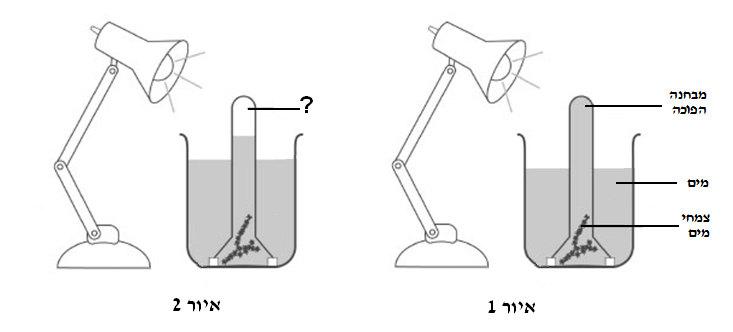 מבחנה
הפוכה
מים
צמחי
מים
?
איור 1
איור 2